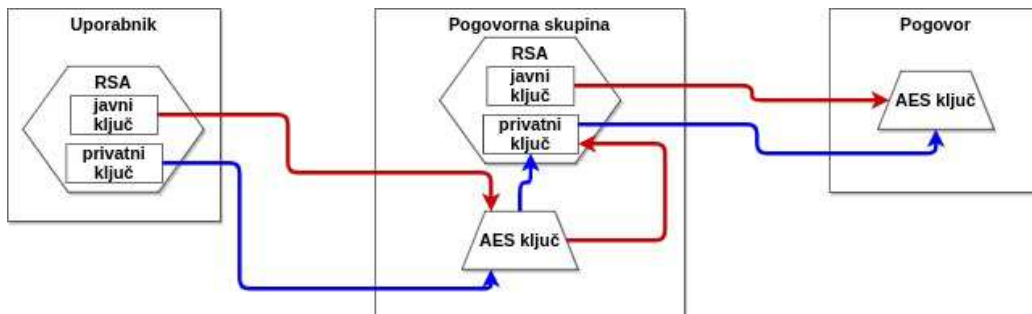 Uporabnik
RSA
javni
ključ
privatni
ključ
Pogovorna skupina
RSA
javni
ključ
privatni
ključ
AES ključ
Pogovor
AES ključ